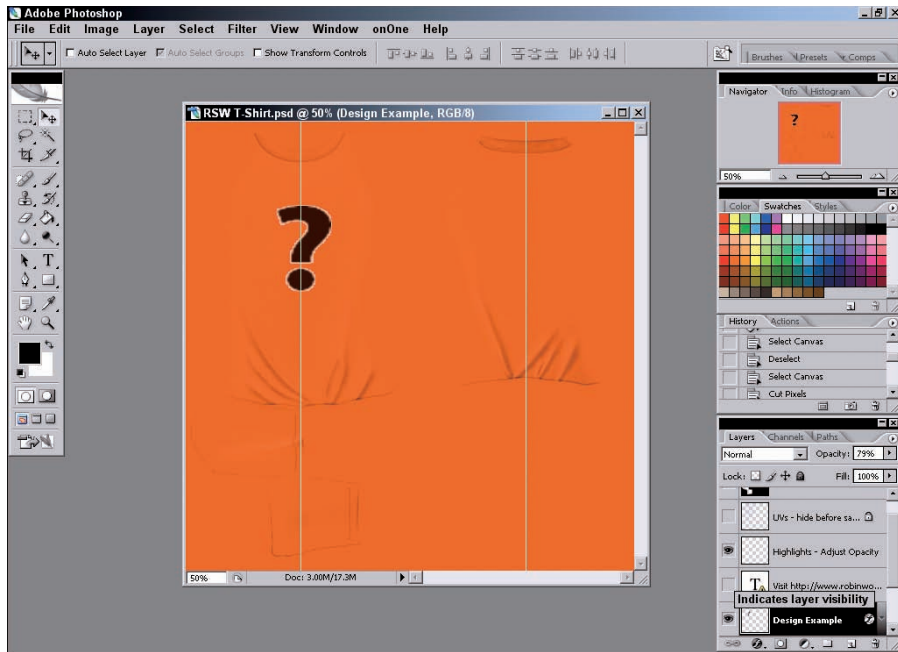 Adobe Photoshop
File Edit Image Layer Select Filter View Window onOne Help
Auto Select Layer Auto Select Groups Show Transform Controls
Brushes Presets Comps
RSW T-Shirt.psd @ 50% (Design Example, RGB/8)
?
50% Doc: 3.00M/17.3M
Navigator Info Histogram
?
50%
Color Swatches Styles
History Actions
Select Canvas
Deselect
Select Canvas
Cut Pixels
Layers Channels Paths
Normal Opacity: 79%
Lock: Fill: 100%
UVs - hide before sa...
Highlights - Adjust Opacity
T Visit http://www.robinwo...
Indicates layer visibility
Design Example